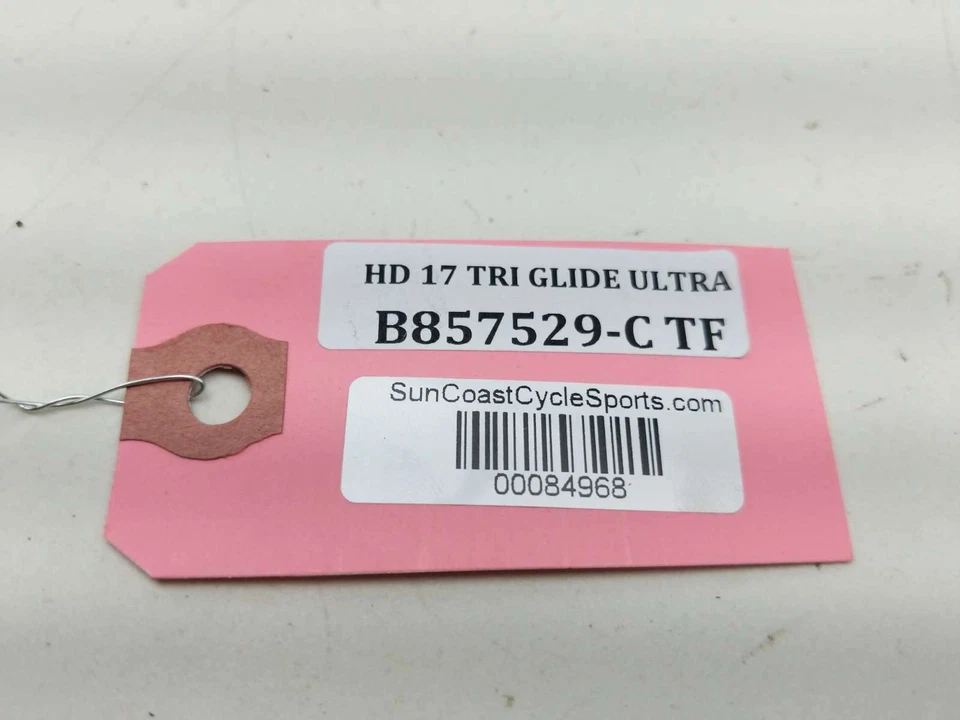 HD 17 TRI GLIDE ULTRA
B857529-C TF
SunCoastCycleSports.com
00084968